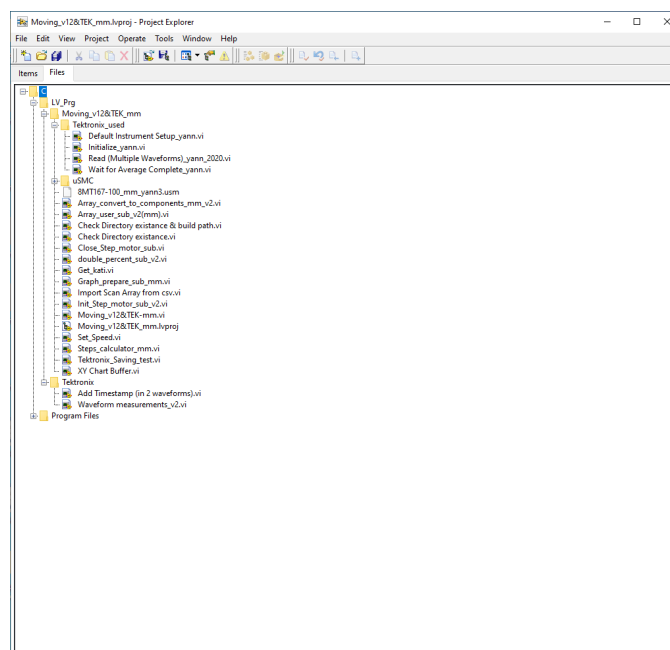 Moving_v12&TEK_mm.lvproj - Project Explorer
File Edit View Project Operate Tools Window Help
Items Files
C
LV_Prg
Moving_v12&TEK_mm
Tektronix_used
Default Instrument Setup_yann.vi
Initialize_yann.vi
Read (Multiple Waveforms)_yann_2020.vi
Wait for Average Complete_yann.vi
uSMC
8MT167-100_mm_yann3.usm
Array_convert_to_components_mm_v2.vi
Array_user_sub_v2(mm).vi
Check Directory existance & build path.vi
Check Directory existance.vi
Close_Step_motor_sub.vi
double_percent_sub_v2.vi
Get_kati.vi
Graph_prepare_sub_mm.vi
Import Scan Array from csv.vi
Init_Step_motor_sub_v2.vi
Moving_v12&TEK-mm.vi
Moving_v12&TEK_mm.lvproj
Set_Speed.vi
Steps_calculator_mm.vi
Tektronix_Saving_test.vi
XY Chart Buffer.vi
Tektronix
Add Timestamp (in 2 waveforms).vi
Waveform measurements_v2.vi
Program Files